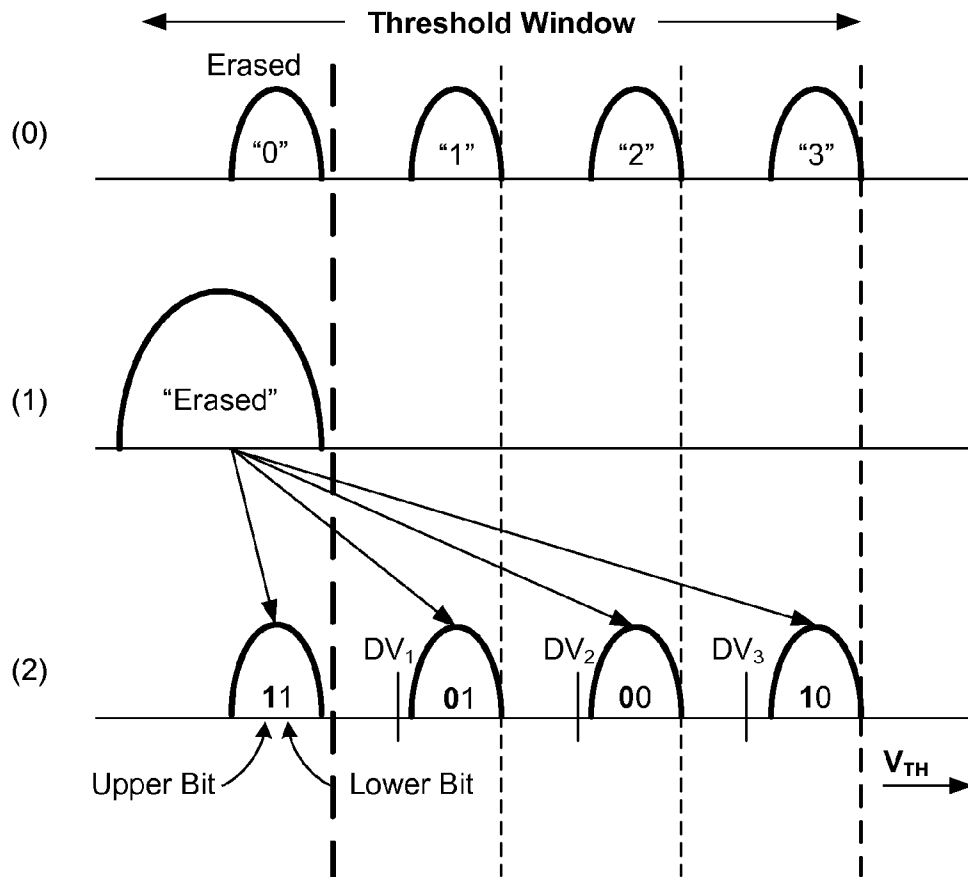 Threshold Window
Erased
(0)
“0”
“1”
“2”
“3”
(1)
“Erased”
(2)
DV₁
DV₂
DV₃
11
01
00
10
Upper Bit
Lower Bit
V_TH